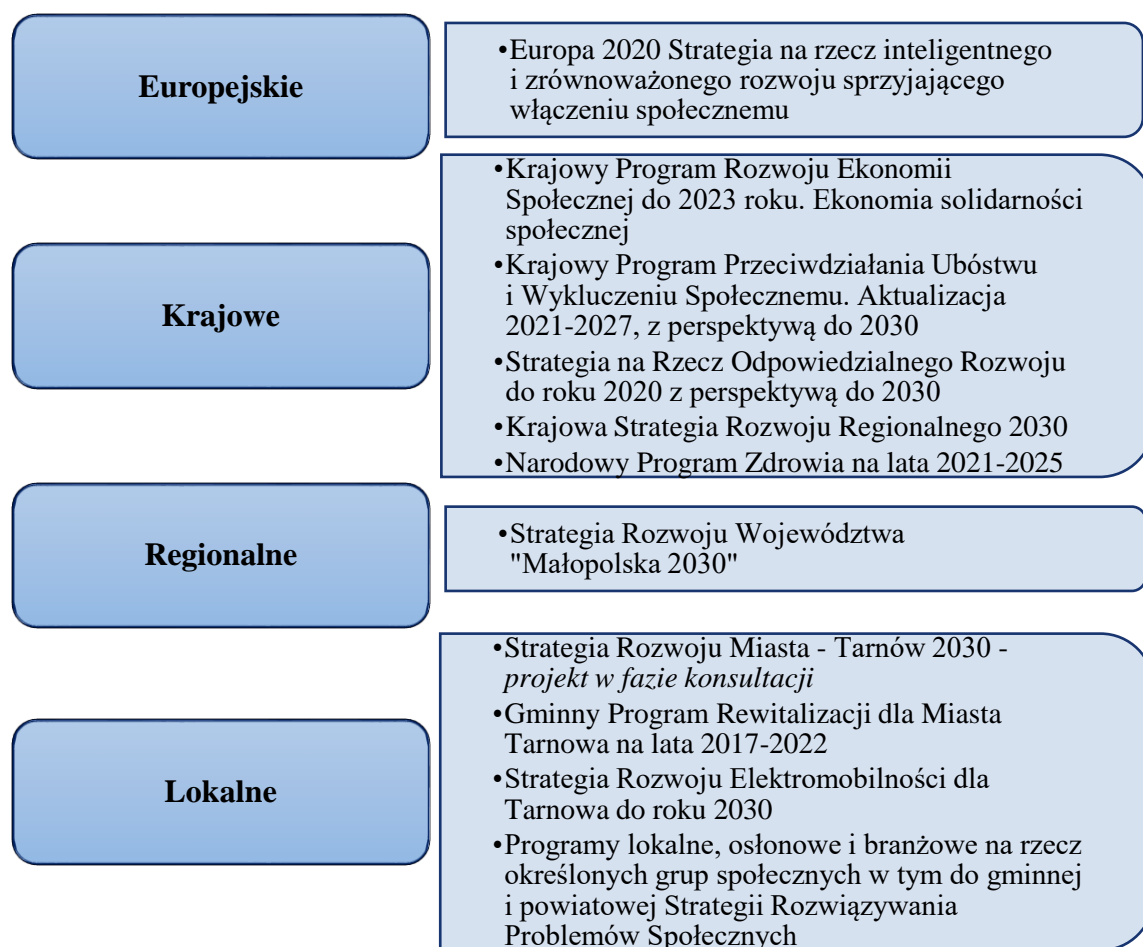 Europejskie
•Europa 2020 Strategia na rzecz inteligentnego
i zrównoważonego rozwoju sprzyjającego
włączeniu społecznemu
Krajowe
•Krajowy Program Rozwoju Ekonomii
Społecznej do 2023 roku. Ekonomia solidarności
społecznej
•Krajowy Program Przeciwdziałania Ubóstwu
i Wykluczeniu Społecznemu. Aktualizacja
2021-2027, z perspektywą do 2030
•Strategia na Rzecz Odpowiedzialnego Rozwoju
do roku 2020 z perspektywą do 2030
•Krajowa Strategia Rozwoju Regionalnego 2030
•Narodowy Program Zdrowia na lata 2021-2025
Regionalne
•Strategia Rozwoju Województwa
"Małopolska 2030"
Lokalne
•Strategia Rozwoju Miasta - Tarnów 2030 -
projekt w fazie konsultacji
•Gminny Program Rewitalizacji dla Miasta
Tarnowa na lata 2017-2022
•Strategia Rozwoju Elektromobilności dla
Tarnowa do roku 2030
•Programy lokalne, osłonowe i branżowe na rzecz
określonych grup społecznych w tym do gminnej
i powiatowej Strategii Rozwiązywania
Problemów Społecznych